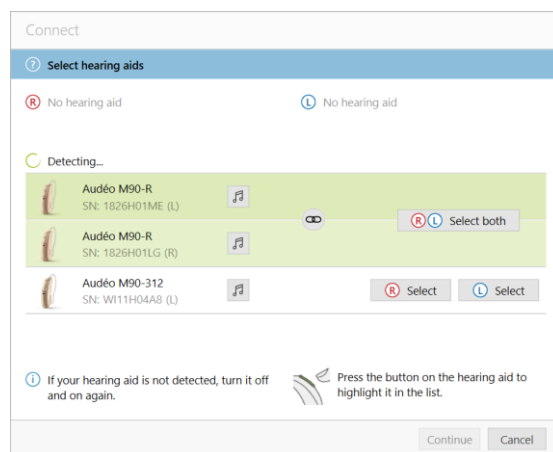 Connect
? Select hearing aids
R No hearing aid
L No hearing aid
Detecting...
Audéo M90-R
SN: 1826H01ME (L)
R L Select both
Audéo M90-R
SN: 1826H01LG (R)
Audéo M90-312
SN: WI11H04A8 (L)
R Select
L Select
i If your hearing aid is not detected, turn it off
and on again.
Press the button on the hearing aid to
highlight it in the list.
Continue
Cancel